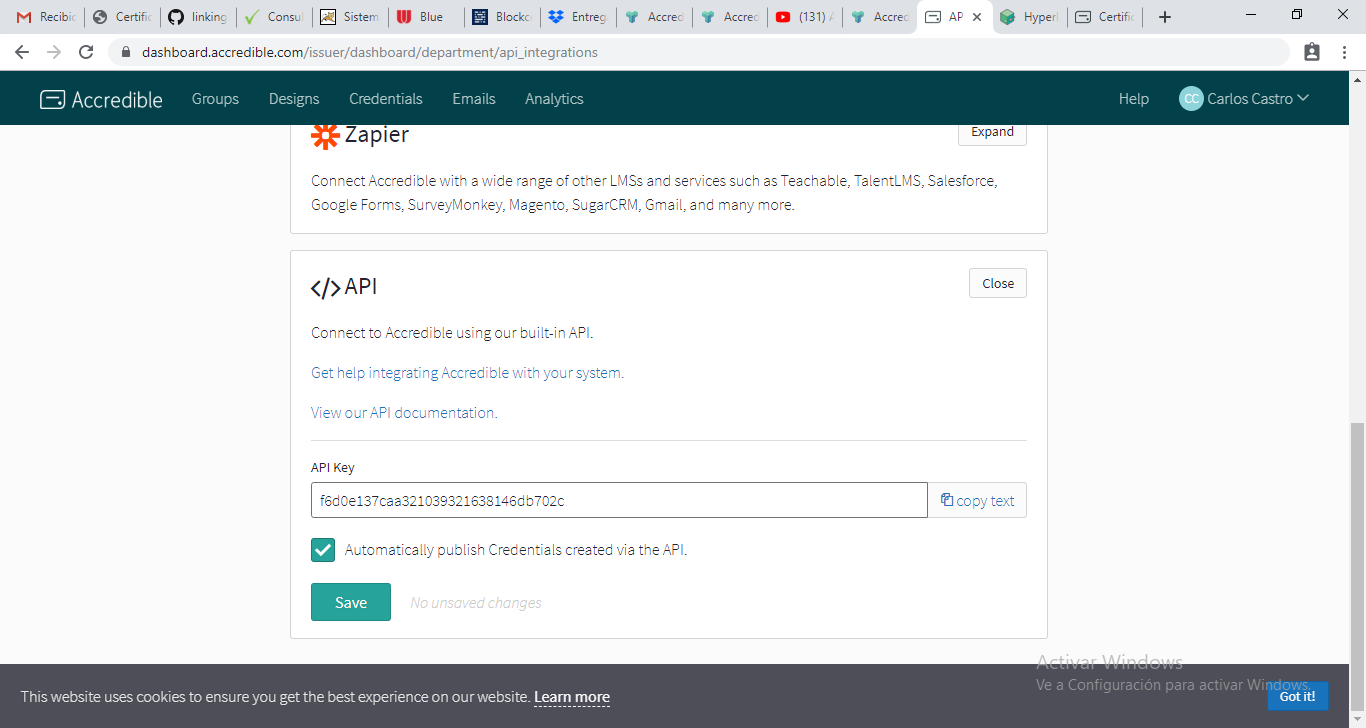 Recibic
Certific
linking
Consul
Sistem
Blue
Blockc
Entreg
Accred
Accred
(131) A
Accred
AP
Hyperl
Certific
dashboard.accredible.com/issuer/dashboard/department/api_integrations
Accredible Groups Designs Credentials Emails Analytics Help CC Carlos Castro
Zapier Expand
Connect Accredible with a wide range of other LMSs and services such as Teachable, TalentLMS, Salesforce,
Google Forms, SurveyMonkey, Magento, SugarCRM, Gmail, and many more.
</> API Close
Connect to Accredible using our built-in API.
Get help integrating Accredible with your system.
View our API documentation.
API Key
f6d0e137caa321039321638146db702c copy text
Automatically publish Credentials created via the API.
Save No unsaved changes
Activar Windows
Ve a Configuración para activar Windows.
This website uses cookies to ensure you get the best experience on our website. Learn more Got it!